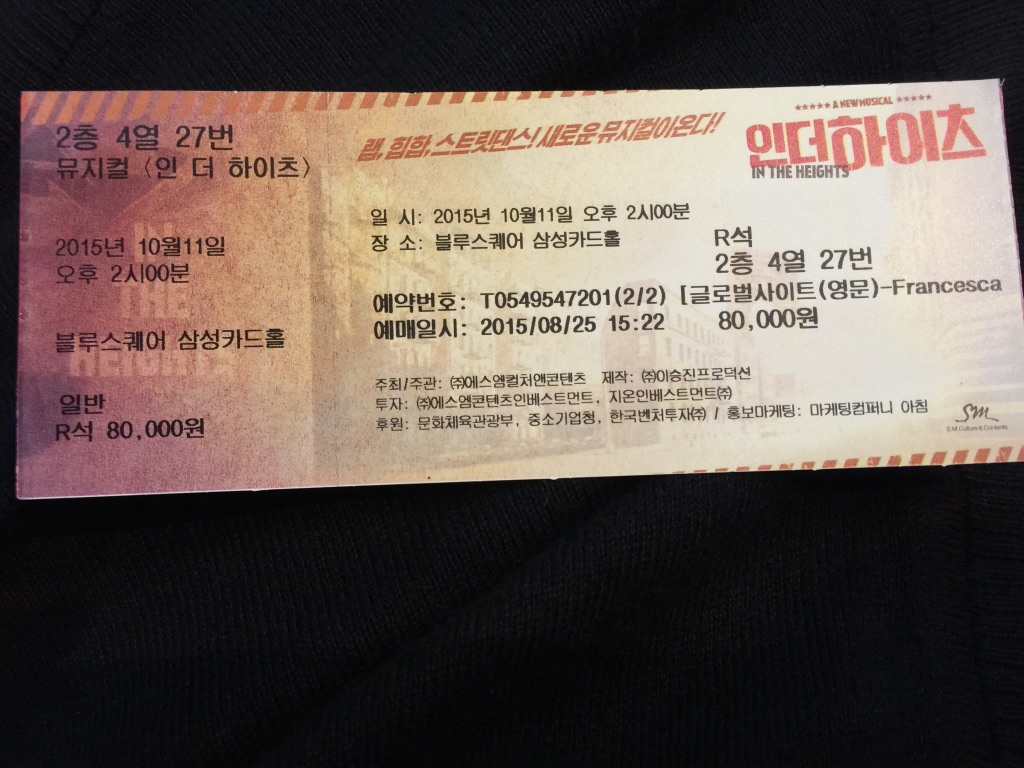 2층 4열 27번
뮤지컬 〈인 더 하이츠〉
2015년 10월11일
오후 2시00분
블루스퀘어 삼성카드홀
일반
R석 80,000원
랩, 힙합, 스트릿댄스! 새로운 뮤지컬이 온다!
★★★★★ A NEW MUSICAL ★★★★★
인더하이츠
IN THE HEIGHTS
일 시: 2015년 10월11일 오후 2시00분
장 소: 블루스퀘어 삼성카드홀
R석
2층 4열 27번
예약번호: T0549547201(2/2) [글로벌사이트(영문)-Francesca
예매일시: 2015/08/25 15:22 80,000원
주최/주관: ㈜에스엠컬처앤콘텐츠 제작: ㈜이승진프로덕션
투자: ㈜에스엠콘텐츠인베스트먼트, 지온인베스트먼트㈜
후원: 문화체육관광부, 중소기업청, 한국벤처투자㈜ / 홍보마케팅: 마케팅컴퍼니 아침
SM
S.M.Culture & Contents
IN
THE
HEIGHTS